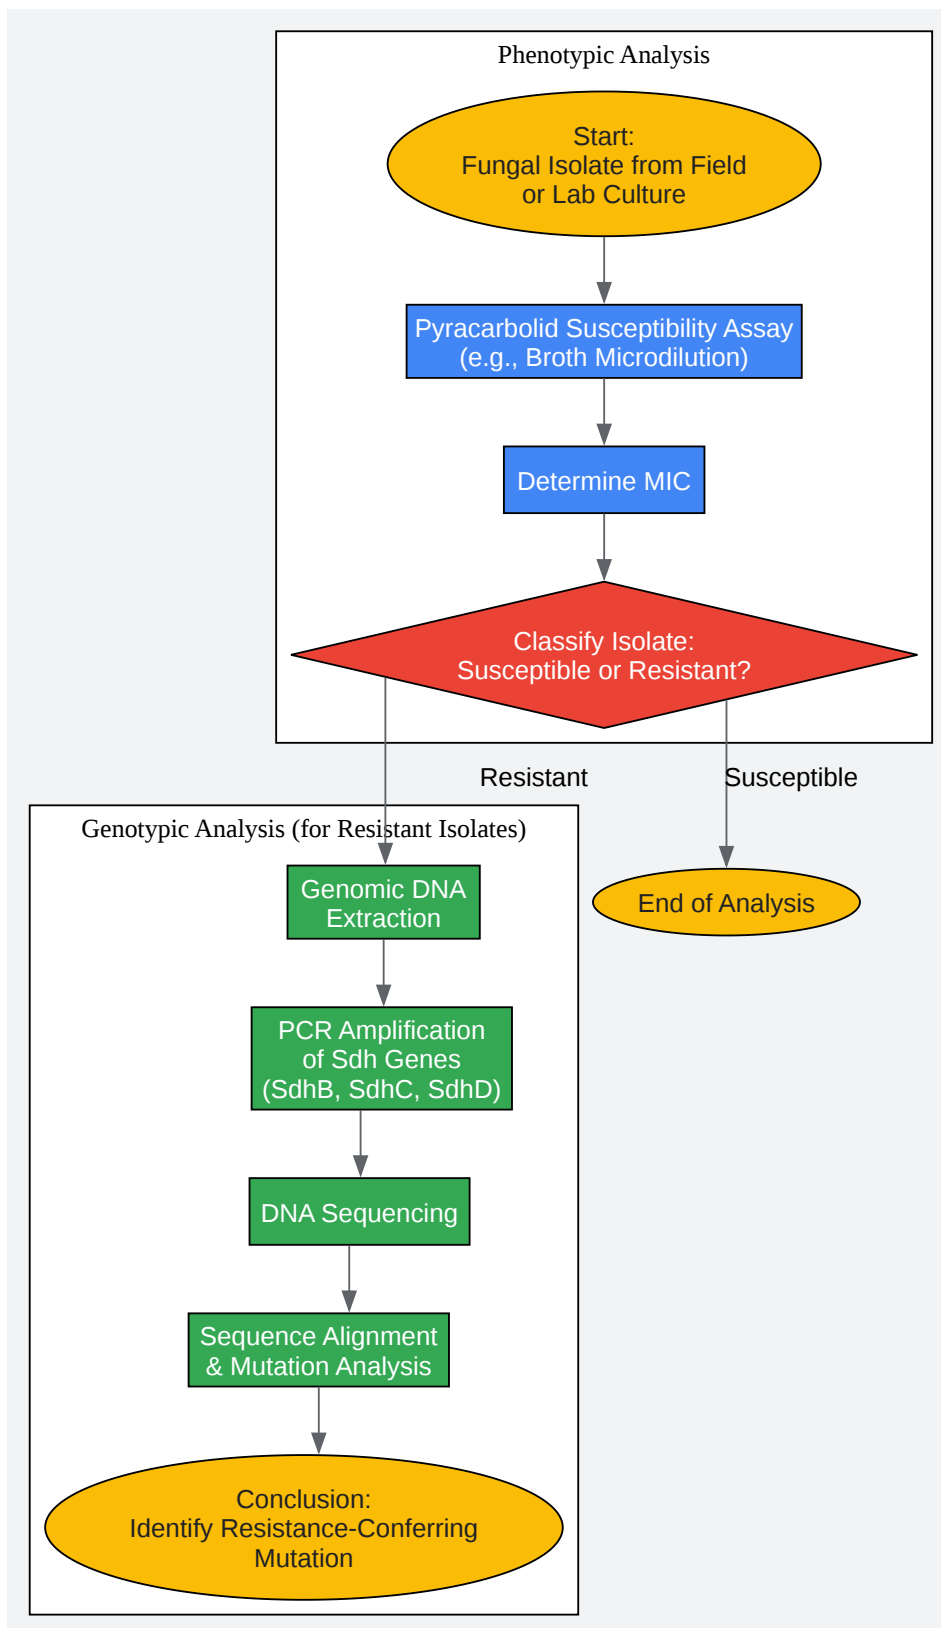 Phenotypic Analysis
Start:
Fungal Isolate from Field
or Lab Culture
Pyracarbolid Susceptibility Assay
(e.g., Broth Microdilution)
Determine MIC
Classify Isolate:
Susceptible or Resistant?
Resistant
Susceptible
Genotypic Analysis (for Resistant Isolates)
Genomic DNA
Extraction
End of Analysis
PCR Amplification
of Sdh Genes
(SdhB, SdhC, SdhD)
DNA Sequencing
Sequence Alignment
& Mutation Analysis
Conclusion:
Identify Resistance-Conferring
Mutation